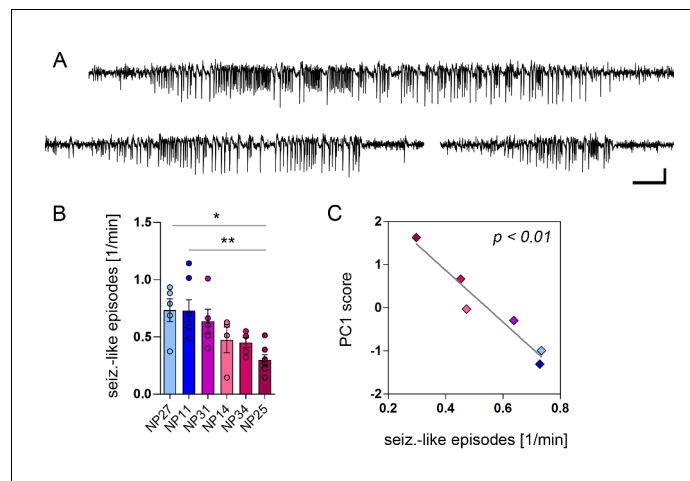 A
B
seiz.-like episodes [1/min]
1.5
1.0
0.5
0.0
*
**
NP27
NP11
NP31
NP14
NP34
NP25
C
PC1 score
2
1
0
-1
-2
p < 0.01
0.2
0.4
0.6
0.8
seiz.-like episodes [1/min]